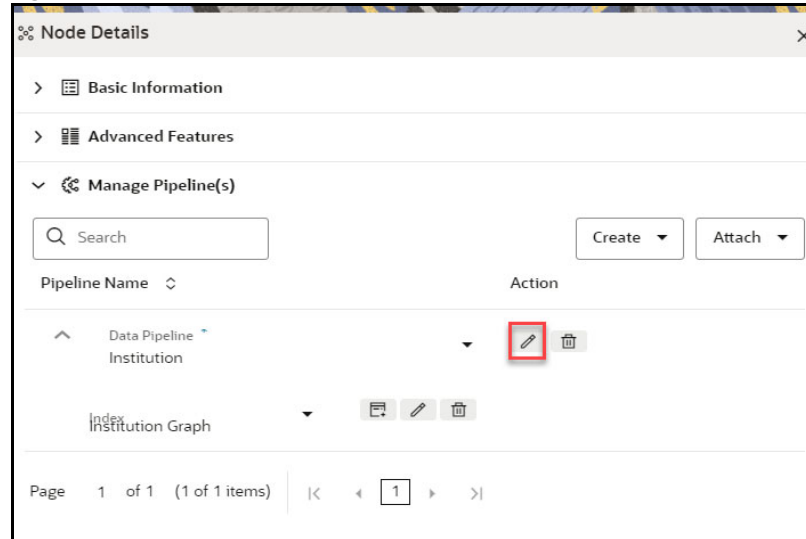 Node Details
Basic Information
Advanced Features
Manage Pipeline(s)
Search
Create
Attach
Pipeline Name
Action
Data Pipeline
Institution
Index
Institution Graph
Page 1 of 1 (1 of 1 items) 1